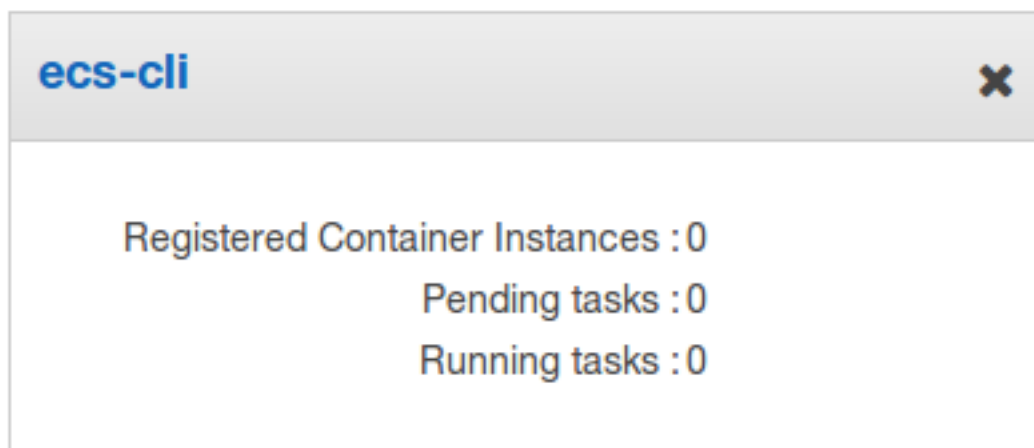 ecs-cli
Registered Container Instances : 0
Pending tasks : 0
Running tasks : 0